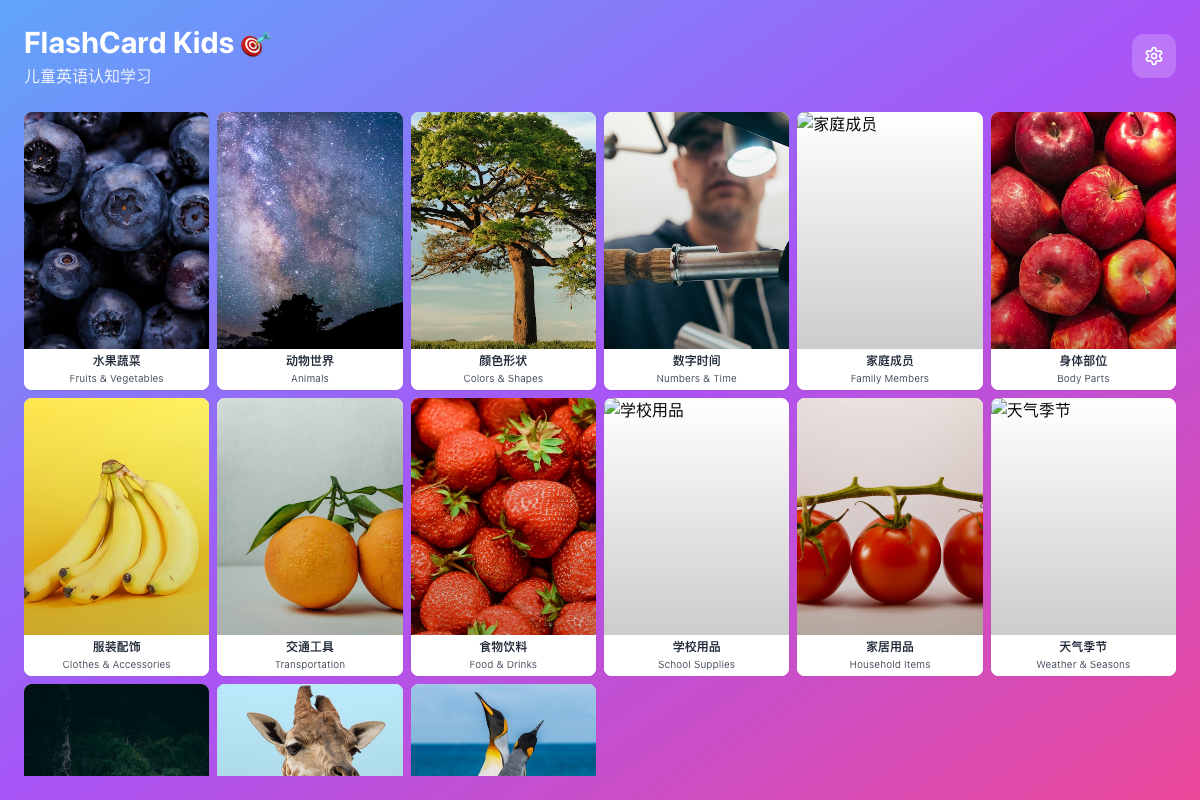 FlashCard Kids
儿童英语认知学习
家庭成员
水果蔬菜
Fruits & Vegetables
动物世界
Animals
颜色形状
Colors & Shapes
数字时间
Numbers & Time
家庭成员
Family Members
身体部位
Body Parts
学校用品
天气季节
服装配饰
Clothes & Accessories
交通工具
Transportation
食物饮料
Food & Drinks
学校用品
School Supplies
家居用品
Household Items
天气季节
Weather & Seasons